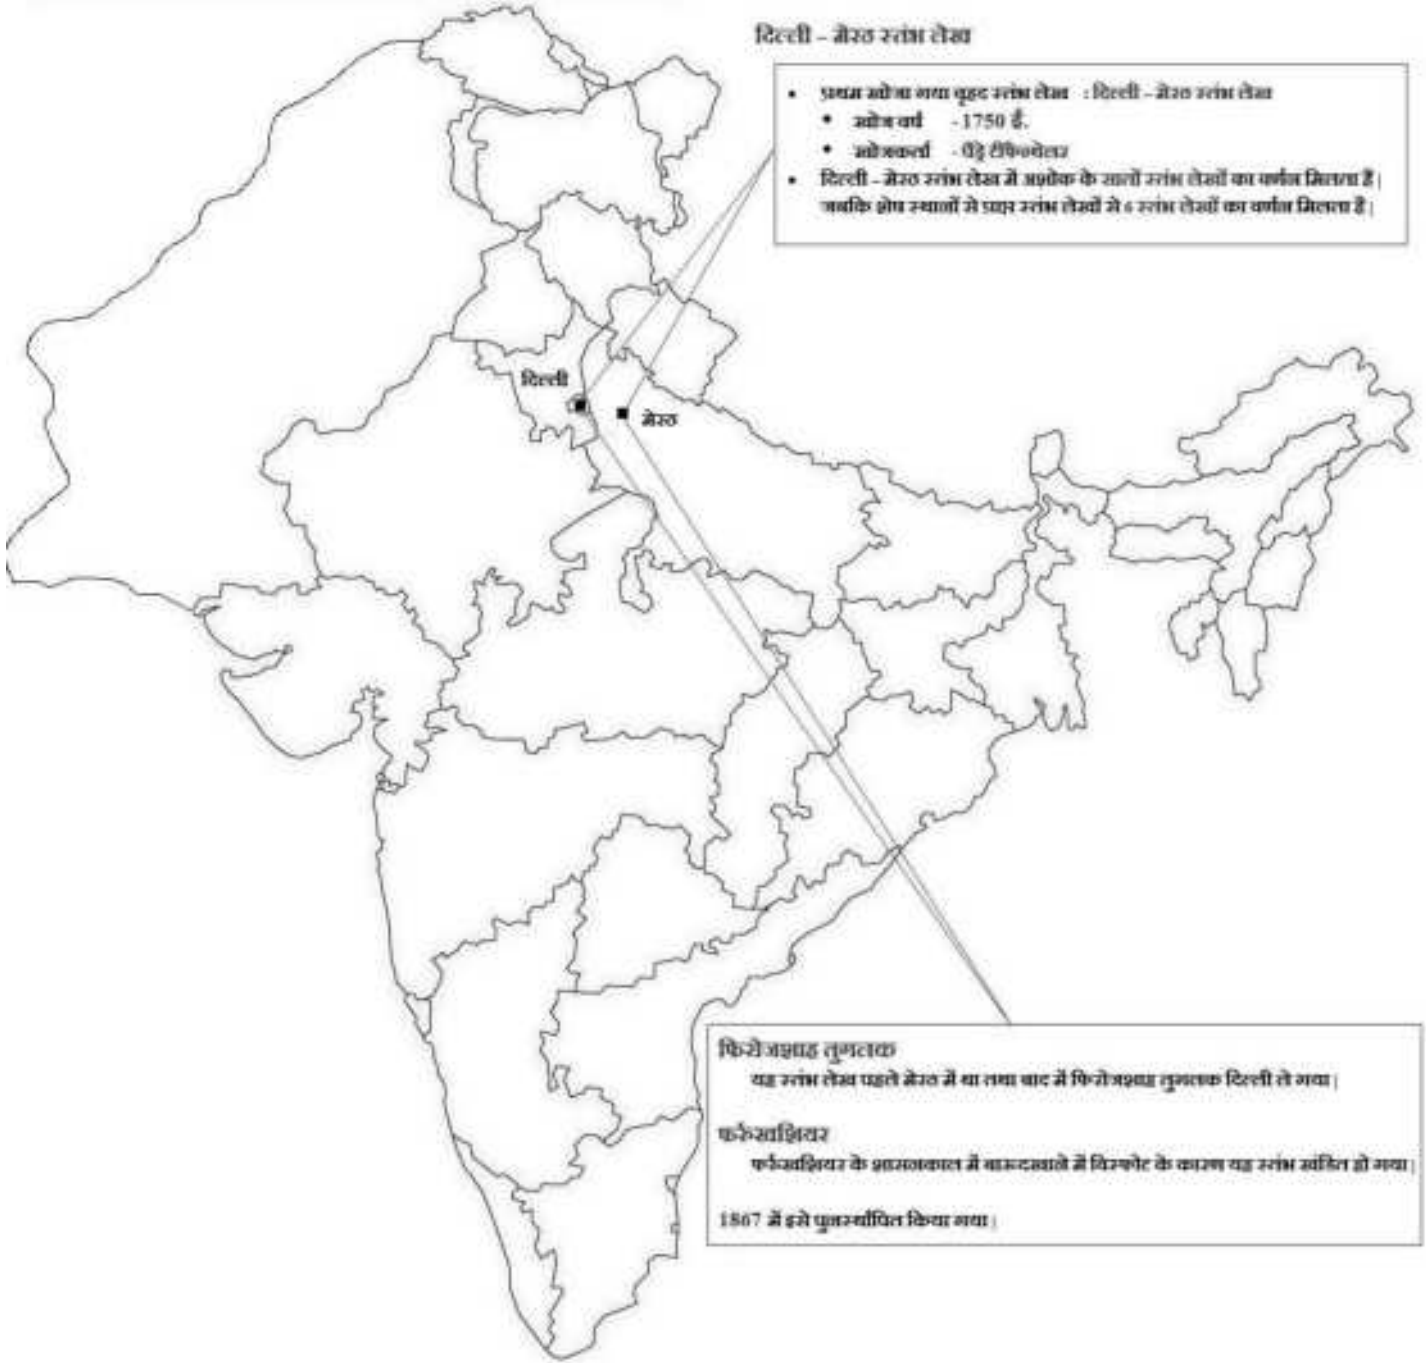 दिल्ली – मेरठ स्तंभ लेख
• प्रथम खोजा गया वृहद स्तंभ लेख : दिल्ली – मेरठ स्तंभ लेख
• खोज वर्ष - 1750 ई.
• खोजकर्ता - पैड्रे टीफेन्थेलर
• दिल्ली – मेरठ स्तंभ लेख में अशोक के सातों स्तंभ लेखों का वर्णन मिलता है |
जबकि शेष स्थानों से प्राप्त स्तंभ लेखों से 6 स्तंभ लेखों का वर्णन मिलता है |
दिल्ली
मेरठ
फिरोजशाह तुगलक
यह स्तंभ लेख पहले मेरठ में था तथा बाद में फिरोजशाह तुगलक दिल्ली ले गया |
फर्रुखशियर
फर्रुखशियर के शासनकाल में बारूदखाने में विस्फोट के कारण यह स्तंभ खंडित हो गया |
1867 में इसे पुनर्स्थापित किया गया |